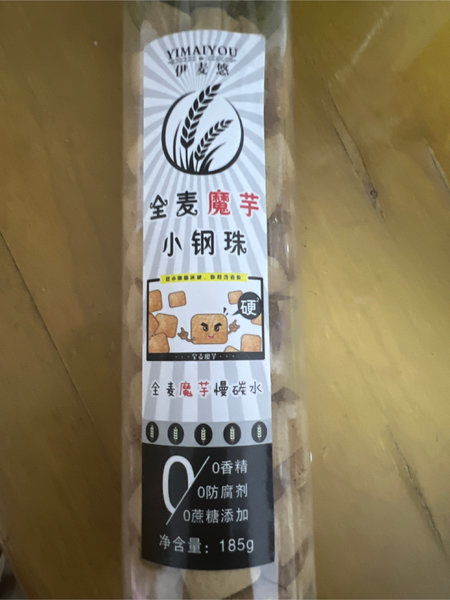 YIMAIYOU
伊麦悠
全麦魔芋
小钢珠
硬
全麦魔芋慢碳水
0香精
0 0防腐剂
0蔗糖添加
净含量：185g